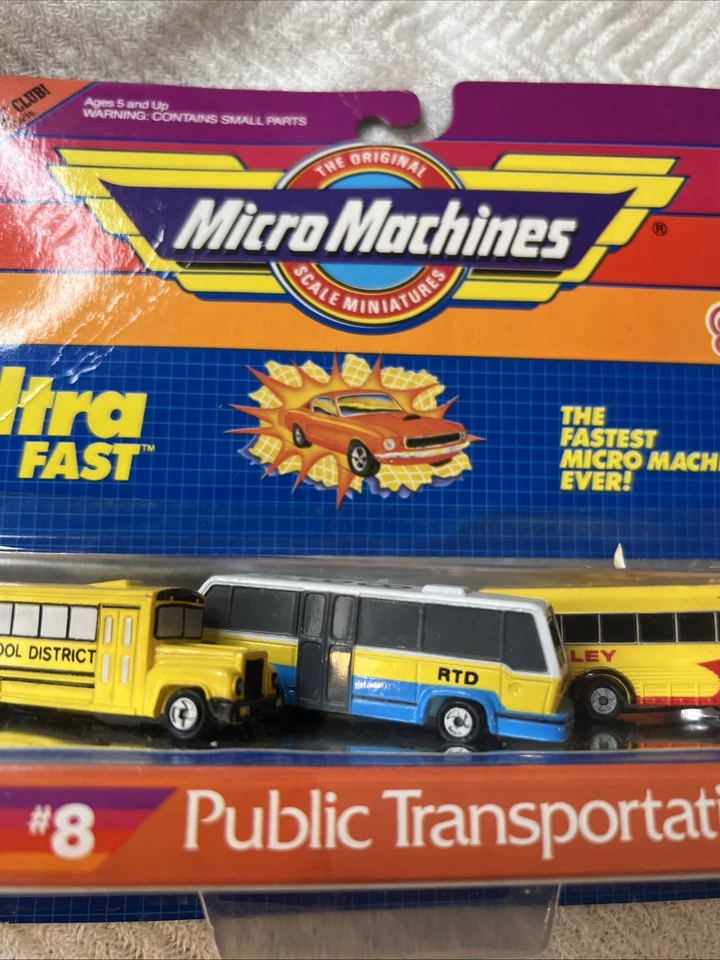 CLUB!
Ages 5 and Up
WARNING: CONTAINS SMALL PARTS
THE ORIGINAL
Micro Machines
®
SCALE MINIATURES
ltra
FAST™
THE
FASTEST
MICRO MACH
EVER!
OOL DISTRICT
RTD
LEY
#8
Public Transportati